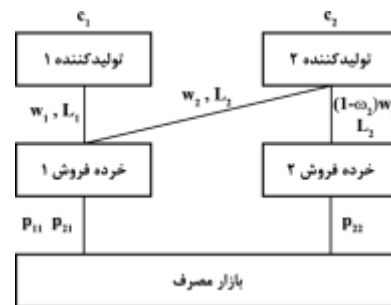 c₁ c₂
تولیدکننده ۱ تولیدکننده ۲
w₁ , L₁ w₂ , L₂ (1-ω₂)w
L₂
خرده فروش ۱ خرده فروش ۲
p₁₁ p₂₁ p₂₂
بازار مصرف